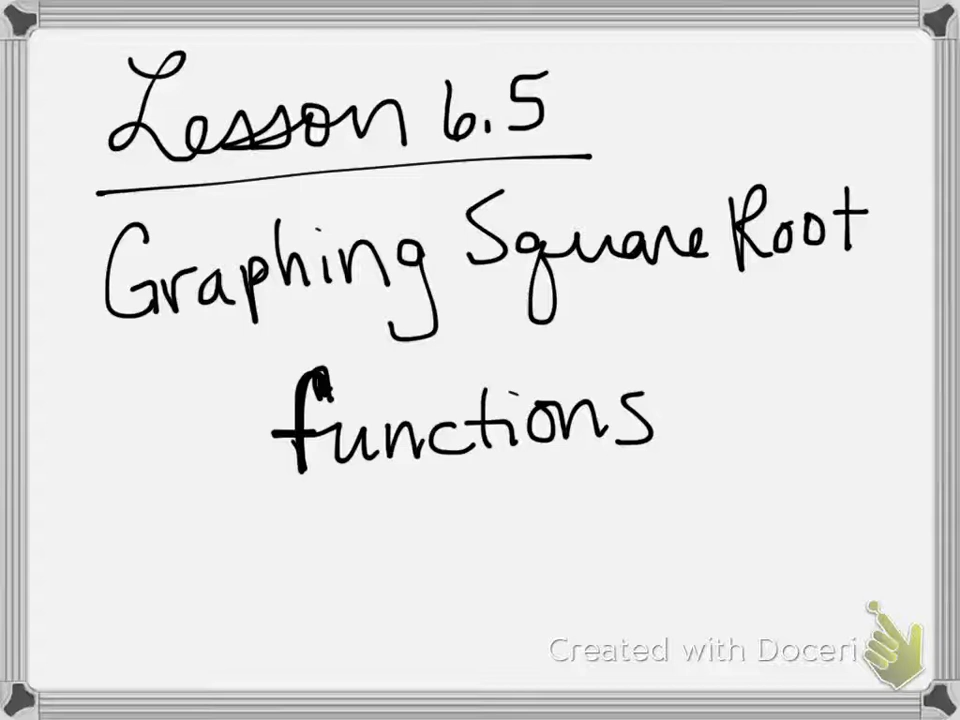 Lesson 6.5
Graphing Square Root
functions
Created with Doceri